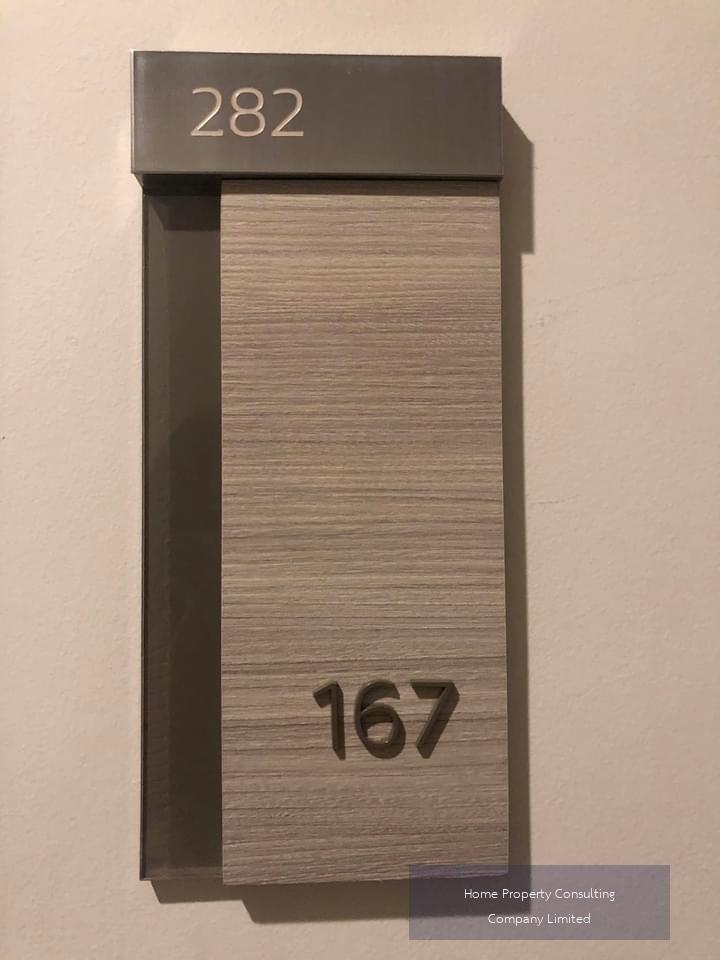 282
167
Home Property Consulting
Company Limited